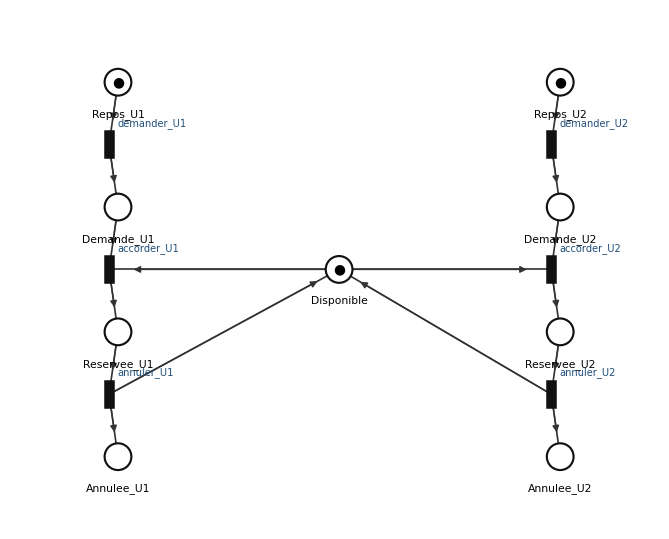 Repos_U1
Repos_U2
demander_U1
demander_U2
Demande_U1
Demande_U2
accorder_U1
accorder_U2
Disponible
Reservee_U1
Reservee_U2
annuler_U1
annuler_U2
Annulee_U1
Annulee_U2